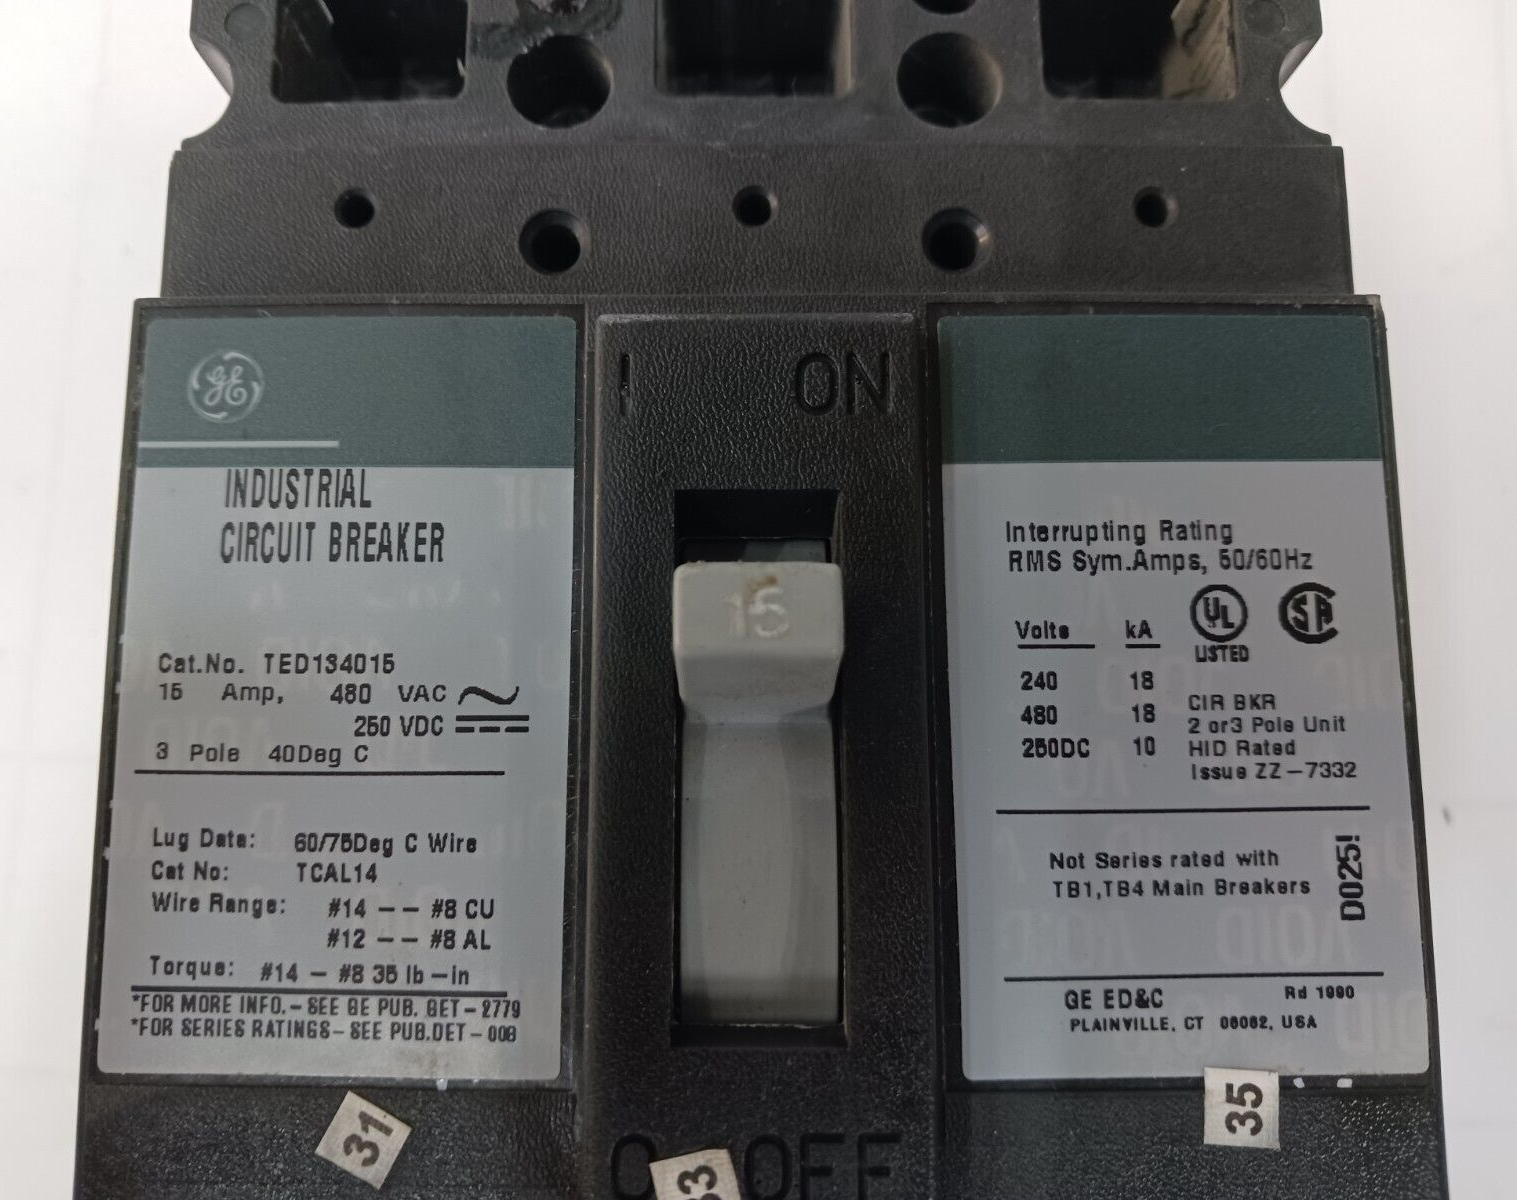 I ON
GE
INDUSTRIAL
CIRCUIT BREAKER
Cat.No. TED134015
15 Amp, 480 VAC
250 VDC
3 Pole 40Deg C
Lug Data: 60/75Deg C Wire
Cat No: TCAL14
Wire Range: #14 -- #8 CU
#12 -- #8 AL
Torque: #14 - #8 35 lb-in
*FOR MORE INFO.- SEE GE PUB. GET-2779
*FOR SERIES RATINGS- SEE PUB.DET-008
15
Interrupting Rating
RMS Sym.Amps, 50/60Hz
Volts kA
UL
LISTED
SA
240 18
480 18
250DC 10
CIR BKR
2 or3 Pole Unit
HID Rated
Issue ZZ-7332
Not Series rated with
TB1,TB4 Main Breakers
D025!
GE ED&C Rd 1990
PLAINVILLE, CT 06062, USA
31
35
O OFF